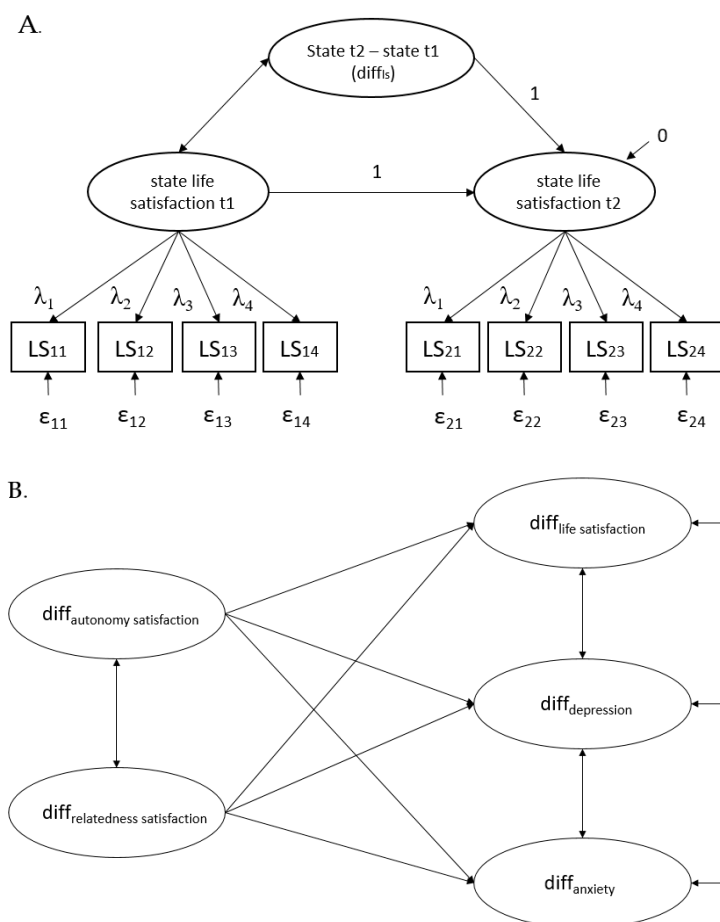 A.
State t2 – state t1
(diffls)
1
0
state life
satisfaction t1
1
state life
satisfaction t2
λ1 λ2 λ3 λ4 λ1 λ2 λ3 λ4
LS11 LS12 LS13 LS14 LS21 LS22 LS23 LS24
ε11 ε12 ε13 ε14 ε21 ε22 ε23 ε24
B.
difflife satisfaction
diffautonomy satisfaction
diffdepression
diffrelatedness satisfaction
diffanxiety